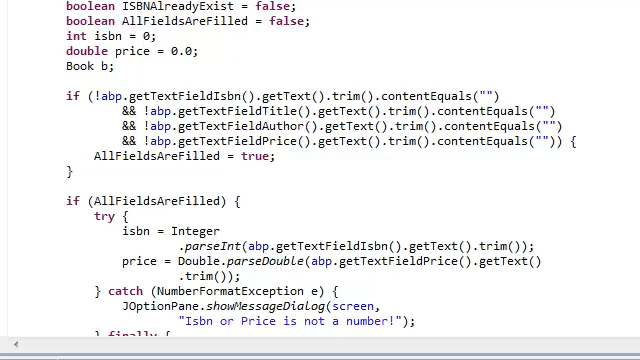 boolean ISBNAlreadyExist = false;
boolean AllFieldsAreFilled = false;
int isbn = 0;
double price = 0.0;
Book b;
if (!abp.getTextFieldIsbn().getText().trim().contentEquals("")
&& !abp.getTextFieldTitle().getText().trim().contentEquals("")
&& !abp.getTextFieldAuthor().getText().trim().contentEquals("")
&& !abp.getTextFieldPrice().getText().trim().contentEquals("")) {
AllFieldsAreFilled = true;
}
if (AllFieldsAreFilled) {
try {
isbn = Integer
.parseInt(abp.getTextFieldIsbn().getText().trim());
price = Double.parseDouble(abp.getTextFieldPrice().getText()
.trim());
} catch (NumberFormatException e) {
JOptionPane.showMessageDialog(screen,
"Isbn or Price is not a number!");
} finally {